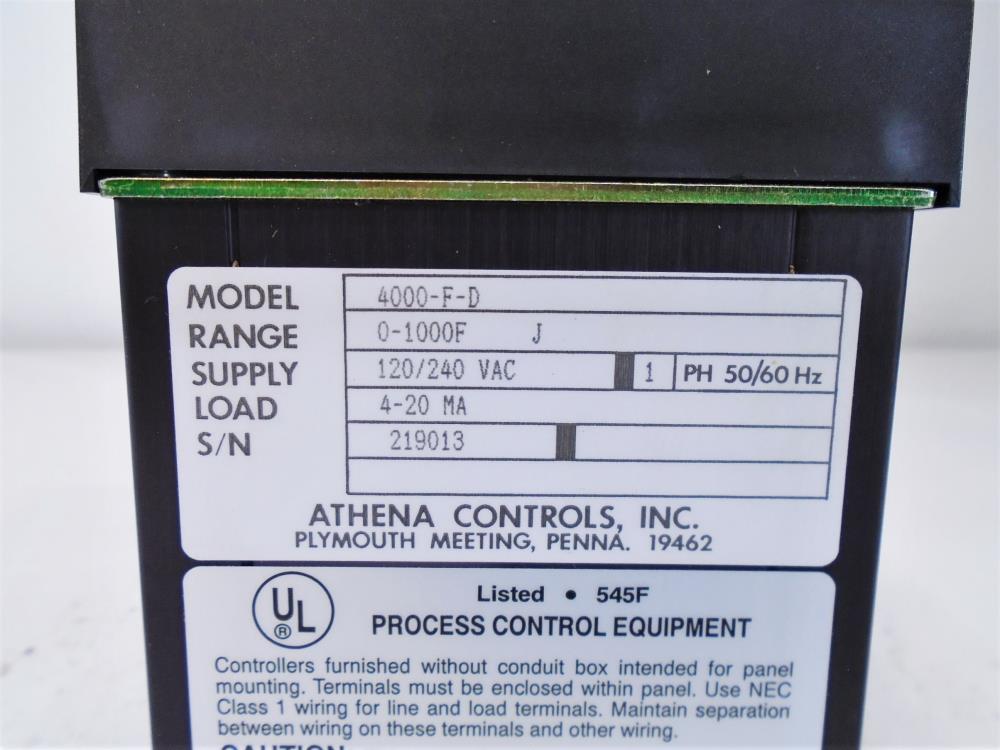 MODEL 4000-F-D
RANGE 0-1000F J
SUPPLY 120/240 VAC 1 PH 50/60 Hz
LOAD 4-20 MA
S/N 219013
ATHENA CONTROLS, INC.
PLYMOUTH MEETING, PENNA. 19462
UL ®
Listed • 545F
PROCESS CONTROL EQUIPMENT
Controllers furnished without conduit box intended for panel
mounting. Terminals must be enclosed within panel. Use NEC
Class 1 wiring for line and load terminals. Maintain separation
between wiring on these terminals and other wiring.
CAUTION